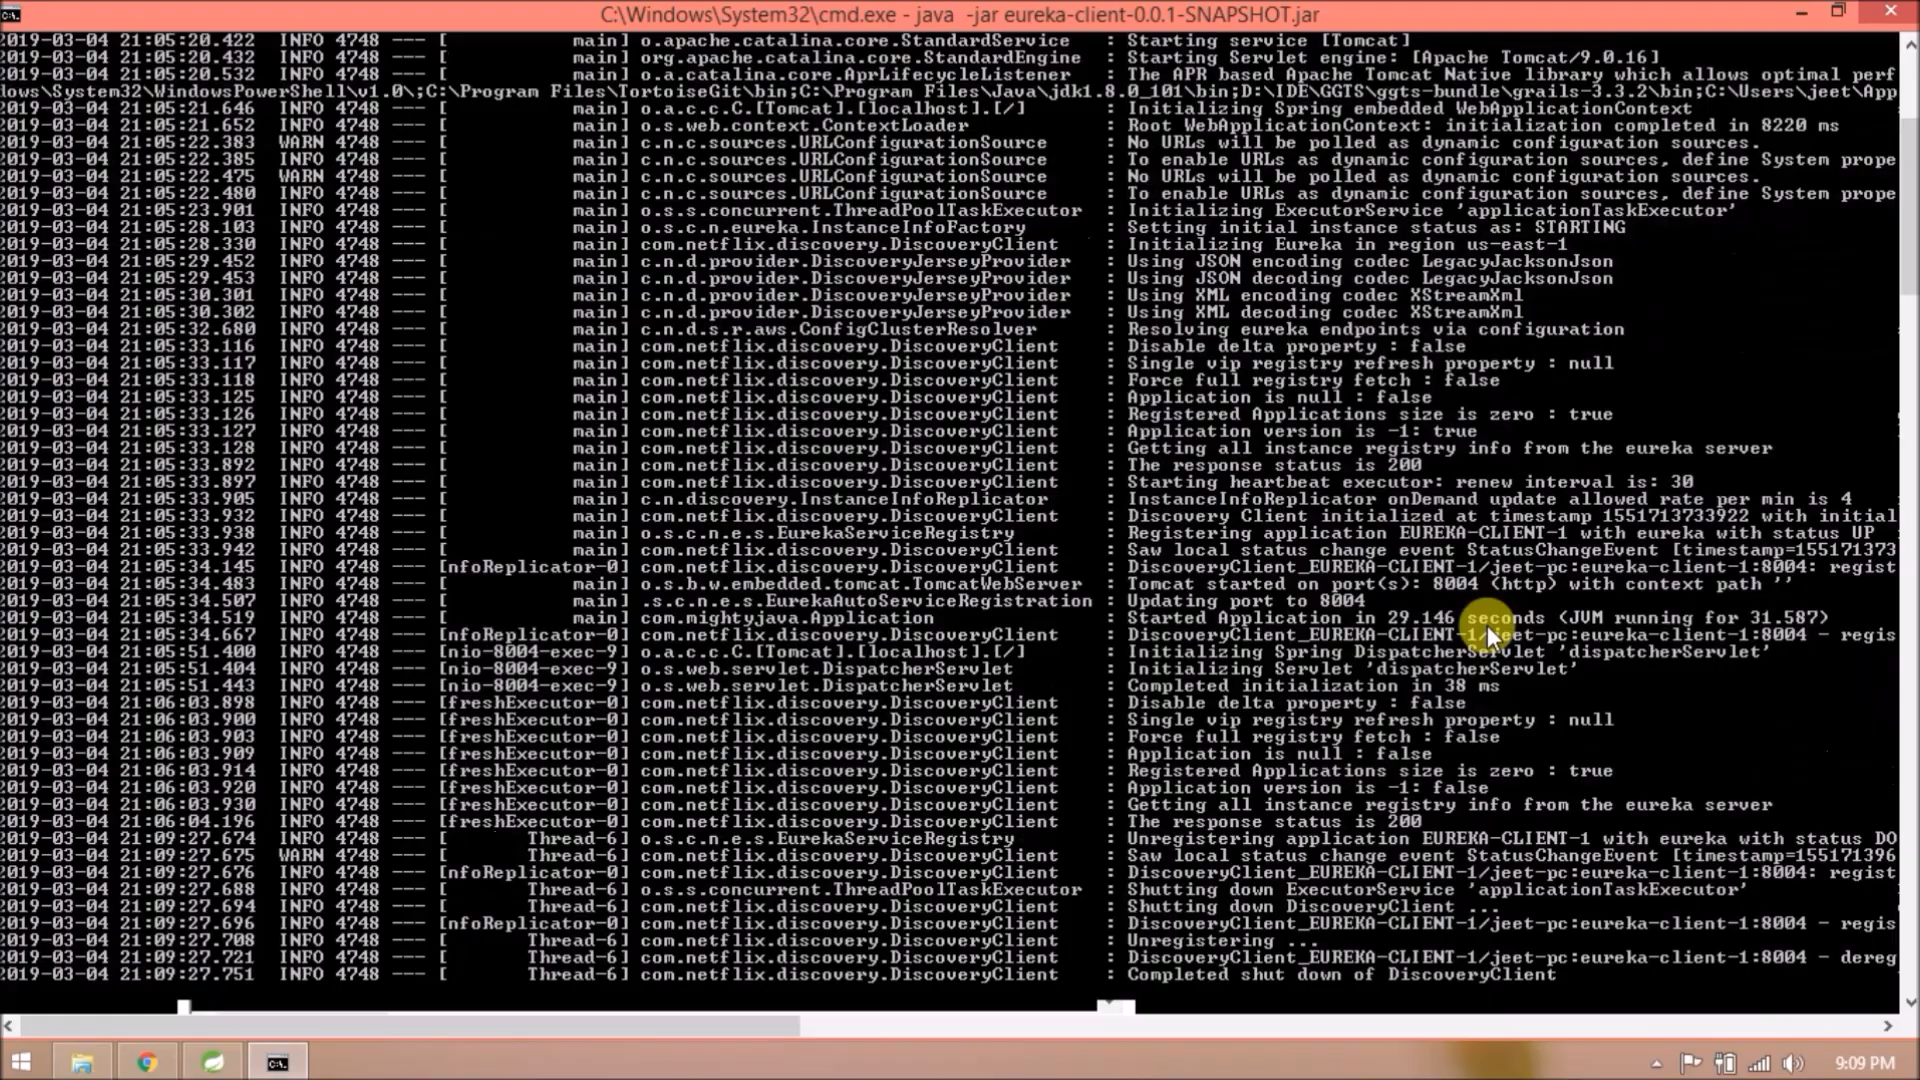 C:\Windows\System32\cmd.exe - java -jar eureka-client-0.0.1-SNAPSHOT.jar
2019-03-04 21:05:20.422 INFO 4748 --- [ main] o.apache.catalina.core.StandardService : Starting service [Tomcat]
2019-03-04 21:05:20.432 INFO 4748 --- [ main] org.apache.catalina.core.StandardEngine : Starting Servlet engine: [Apache Tomcat/9.0.16]
2019-03-04 21:05:20.532 INFO 4748 --- [ main] o.a.catalina.core.AprLifecycleListener : The APR based Apache Tomcat Native library which allows optimal perf
dows\System32\WindowsPowerShell\v1.0\;C:\Program Files\TortoiseGit\bin;C:\Program Files\Java\jdk1.8.0_101\bin;D:\IDE\GGTS\ggts-bundle\grails-3.3.2\bin;C:\Users\jeet\App
2019-03-04 21:05:21.646 INFO 4748 --- [ main] o.a.c.c.C.[Tomcat].[localhost].[/] : Initializing Spring embedded WebApplicationContext
2019-03-04 21:05:21.652 INFO 4748 --- [ main] o.s.web.context.ContextLoader : Root WebApplicationContext: initialization completed in 8220 ms
2019-03-04 21:05:22.383 WARN 4748 --- [ main] c.n.c.sources.URLConfigurationSource : No URLs will be polled as dynamic configuration sources.
2019-03-04 21:05:22.385 INFO 4748 --- [ main] c.n.c.sources.URLConfigurationSource : To enable URLs as dynamic configuration sources, define System prope
2019-03-04 21:05:22.475 WARN 4748 --- [ main] c.n.c.sources.URLConfigurationSource : No URLs will be polled as dynamic configuration sources.
2019-03-04 21:05:22.480 INFO 4748 --- [ main] c.n.c.sources.URLConfigurationSource : To enable URLs as dynamic configuration sources, define System prope
2019-03-04 21:05:23.901 INFO 4748 --- [ main] o.s.s.concurrent.ThreadPoolTaskExecutor : Initializing ExecutorService 'applicationTaskExecutor'
2019-03-04 21:05:28.103 INFO 4748 --- [ main] o.s.c.n.eureka.InstanceInfoFactory : Setting initial instance status as: STARTING
2019-03-04 21:05:28.330 INFO 4748 --- [ main] com.netflix.discovery.DiscoveryClient : Initializing Eureka in region us-east-1
2019-03-04 21:05:29.452 INFO 4748 --- [ main] c.n.d.provider.DiscoveryJerseyProvider : Using JSON encoding codec LegacyJacksonJson
2019-03-04 21:05:29.453 INFO 4748 --- [ main] c.n.d.provider.DiscoveryJerseyProvider : Using JSON decoding codec LegacyJacksonJson
2019-03-04 21:05:30.301 INFO 4748 --- [ main] c.n.d.provider.DiscoveryJerseyProvider : Using XML encoding codec XStreamXml
2019-03-04 21:05:30.302 INFO 4748 --- [ main] c.n.d.provider.DiscoveryJerseyProvider : Using XML decoding codec XStreamXml
2019-03-04 21:05:32.680 INFO 4748 --- [ main] c.n.d.s.r.aws.ConfigClusterResolver : Resolving eureka endpoints via configuration
2019-03-04 21:05:33.116 INFO 4748 --- [ main] com.netflix.discovery.DiscoveryClient : Disable delta property : false
2019-03-04 21:05:33.117 INFO 4748 --- [ main] com.netflix.discovery.DiscoveryClient : Single vip registry refresh property : null
2019-03-04 21:05:33.118 INFO 4748 --- [ main] com.netflix.discovery.DiscoveryClient : Force full registry fetch : false
2019-03-04 21:05:33.125 INFO 4748 --- [ main] com.netflix.discovery.DiscoveryClient : Application is null : false
2019-03-04 21:05:33.126 INFO 4748 --- [ main] com.netflix.discovery.DiscoveryClient : Registered Applications size is zero : true
2019-03-04 21:05:33.127 INFO 4748 --- [ main] com.netflix.discovery.DiscoveryClient : Application version is -1: true
2019-03-04 21:05:33.128 INFO 4748 --- [ main] com.netflix.discovery.DiscoveryClient : Getting all instance registry info from the eureka server
2019-03-04 21:05:33.892 INFO 4748 --- [ main] com.netflix.discovery.DiscoveryClient : The response status is 200
2019-03-04 21:05:33.897 INFO 4748 --- [ main] com.netflix.discovery.DiscoveryClient : Starting heartbeat executor: renew interval is: 30
2019-03-04 21:05:33.905 INFO 4748 --- [ main] c.n.discovery.InstanceInfoReplicator : InstanceInfoReplicator onDemand update allowed rate per min is 4
2019-03-04 21:05:33.932 INFO 4748 --- [ main] com.netflix.discovery.DiscoveryClient : Discovery Client initialized at timestamp 1551713733922 with initial
2019-03-04 21:05:33.938 INFO 4748 --- [ main] o.s.c.n.e.s.EurekaServiceRegistry : Registering application EUREKA-CLIENT-1 with eureka with status UP
2019-03-04 21:05:33.942 INFO 4748 --- [ main] com.netflix.discovery.DiscoveryClient : Saw local status change event StatusChangeEvent [timestamp=155171373
2019-03-04 21:05:34.145 INFO 4748 --- [nfoReplicator-0] com.netflix.discovery.DiscoveryClient : DiscoveryClient_EUREKA-CLIENT-1/jeet-pc:eureka-client-1:8004: regist
2019-03-04 21:05:34.483 INFO 4748 --- [ main] o.s.b.w.embedded.tomcat.TomcatWebServer : Tomcat started on port(s): 8004 (http) with context path ''
2019-03-04 21:05:34.507 INFO 4748 --- [ main] .s.c.n.e.s.EurekaAutoServiceRegistration : Updating port to 8004
2019-03-04 21:05:34.519 INFO 4748 --- [ main] com.mightyjava.Application : Started Application in 29.146 seconds (JVM running for 31.587)
2019-03-04 21:05:34.667 INFO 4748 --- [nfoReplicator-0] com.netflix.discovery.DiscoveryClient : DiscoveryClient_EUREKA-CLIENT-1/jeet-pc:eureka-client-1:8004 - regis
2019-03-04 21:05:51.400 INFO 4748 --- [nio-8004-exec-9] o.a.c.c.C.[Tomcat].[localhost].[/] : Initializing Spring DispatcherServlet 'dispatcherServlet'
2019-03-04 21:05:51.404 INFO 4748 --- [nio-8004-exec-9] o.s.web.servlet.DispatcherServlet : Initializing Servlet 'dispatcherServlet'
2019-03-04 21:05:51.443 INFO 4748 --- [nio-8004-exec-9] o.s.web.servlet.DispatcherServlet : Completed initialization in 38 ms
2019-03-04 21:06:03.898 INFO 4748 --- [freshExecutor-0] com.netflix.discovery.DiscoveryClient : Disable delta property : false
2019-03-04 21:06:03.900 INFO 4748 --- [freshExecutor-0] com.netflix.discovery.DiscoveryClient : Single vip registry refresh property : null
2019-03-04 21:06:03.903 INFO 4748 --- [freshExecutor-0] com.netflix.discovery.DiscoveryClient : Force full registry fetch : false
2019-03-04 21:06:03.909 INFO 4748 --- [freshExecutor-0] com.netflix.discovery.DiscoveryClient : Application is null : false
2019-03-04 21:06:03.914 INFO 4748 --- [freshExecutor-0] com.netflix.discovery.DiscoveryClient : Registered Applications size is zero : true
2019-03-04 21:06:03.920 INFO 4748 --- [freshExecutor-0] com.netflix.discovery.DiscoveryClient : Application version is -1: false
2019-03-04 21:06:03.930 INFO 4748 --- [freshExecutor-0] com.netflix.discovery.DiscoveryClient : Getting all instance registry info from the eureka server
2019-03-04 21:06:04.196 INFO 4748 --- [freshExecutor-0] com.netflix.discovery.DiscoveryClient : The response status is 200
2019-03-04 21:09:27.674 INFO 4748 --- [ Thread-6] o.s.c.n.e.s.EurekaServiceRegistry : Unregistering application EUREKA-CLIENT-1 with eureka with status DO
2019-03-04 21:09:27.675 WARN 4748 --- [ Thread-6] com.netflix.discovery.DiscoveryClient : Saw local status change event StatusChangeEvent [timestamp=155171396
2019-03-04 21:09:27.676 INFO 4748 --- [nfoReplicator-0] com.netflix.discovery.DiscoveryClient : DiscoveryClient_EUREKA-CLIENT-1/jeet-pc:eureka-client-1:8004: regist
2019-03-04 21:09:27.688 INFO 4748 --- [ Thread-6] o.s.s.concurrent.ThreadPoolTaskExecutor : Shutting down ExecutorService 'applicationTaskExecutor'
2019-03-04 21:09:27.694 INFO 4748 --- [ Thread-6] com.netflix.discovery.DiscoveryClient : Shutting down DiscoveryClient ...
2019-03-04 21:09:27.696 INFO 4748 --- [nfoReplicator-0] com.netflix.discovery.DiscoveryClient : DiscoveryClient_EUREKA-CLIENT-1/jeet-pc:eureka-client-1:8004 - regis
2019-03-04 21:09:27.708 INFO 4748 --- [ Thread-6] com.netflix.discovery.DiscoveryClient : Unregistering ...
2019-03-04 21:09:27.721 INFO 4748 --- [ Thread-6] com.netflix.discovery.DiscoveryClient : DiscoveryClient_EUREKA-CLIENT-1/jeet-pc:eureka-client-1:8004 - dereg
2019-03-04 21:09:27.751 INFO 4748 --- [ Thread-6] com.netflix.discovery.DiscoveryClient : Completed shut down of DiscoveryClient
9:09 PM